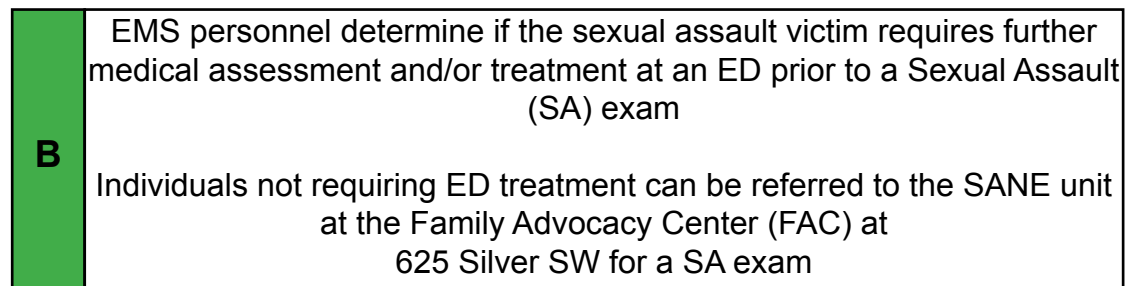 EMS personnel determine if the sexual assault victim requires further
medical assessment and/or treatment at an ED prior to a Sexual Assault
(SA) exam
B
Individuals not requiring ED treatment can be referred to the SANE unit
at the Family Advocacy Center (FAC) at
625 Silver SW for a SA exam